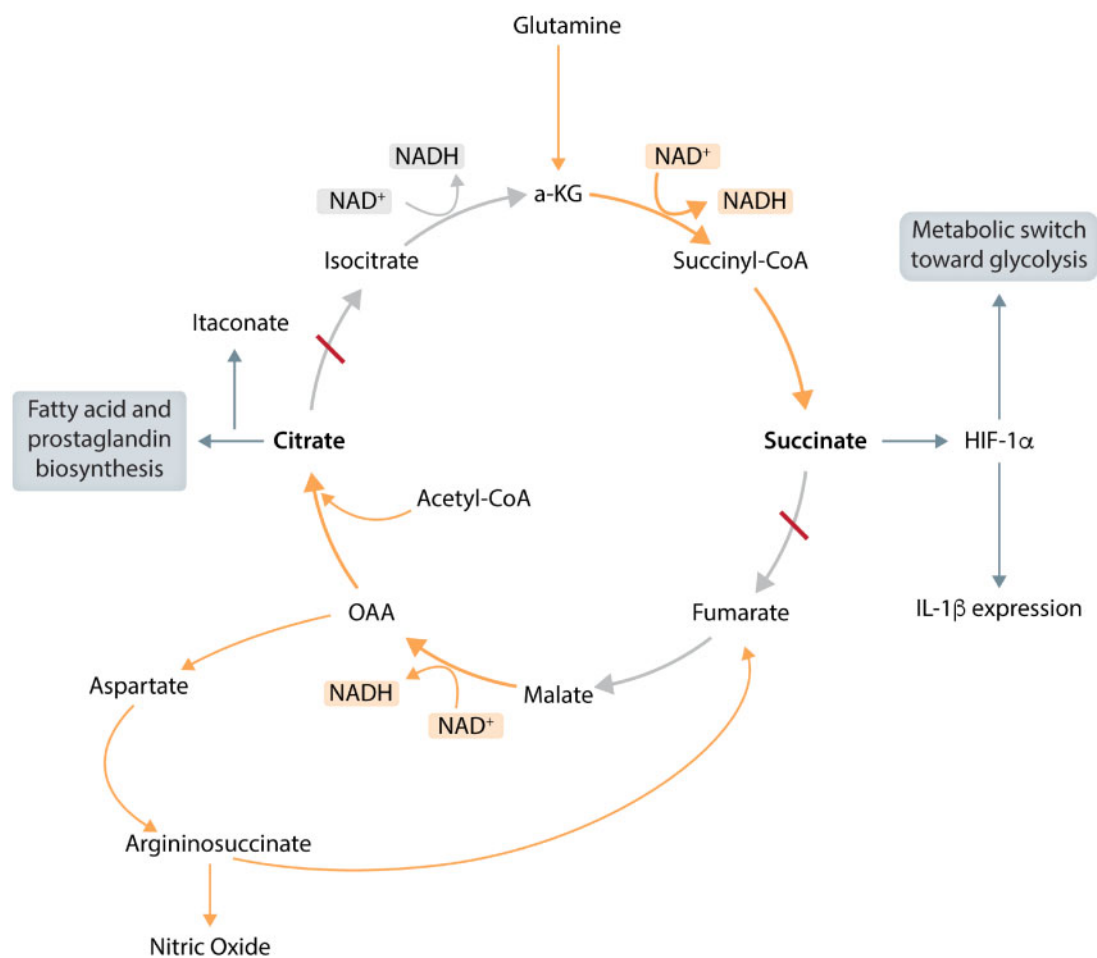 Glutamine
NADH
NAD⁺
NAD⁺
NADH
a-KG
Isocitrate
Succinyl-CoA
Metabolic switch
toward glycolysis
Itaconate
Fatty acid and
prostaglandin
biosynthesis
Citrate
Succinate
HIF-1α
Acetyl-CoA
OAA
Fumarate
IL-1β expression
Aspartate
NADH
NAD⁺
Malate
Argininosuccinate
Nitric Oxide